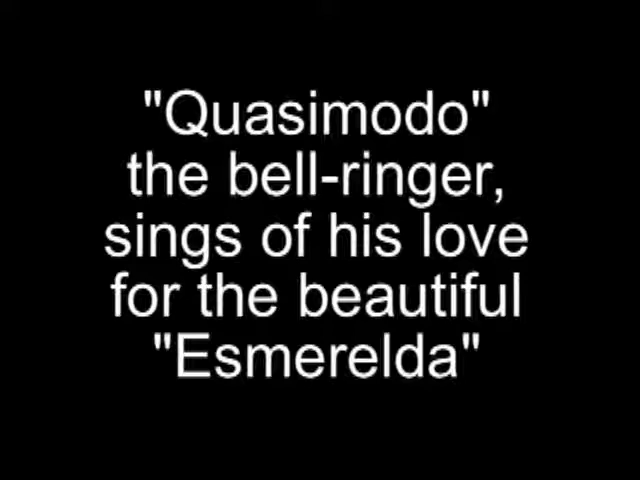 "Quasimodo"
the bell-ringer,
sings of his love
for the beautiful
"Esmerelda"